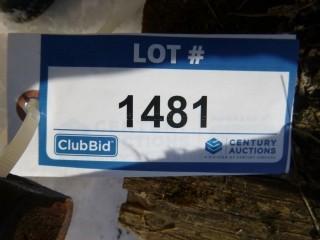 LOT #
1481
ClubBid
CENTURY
AUCTIONS